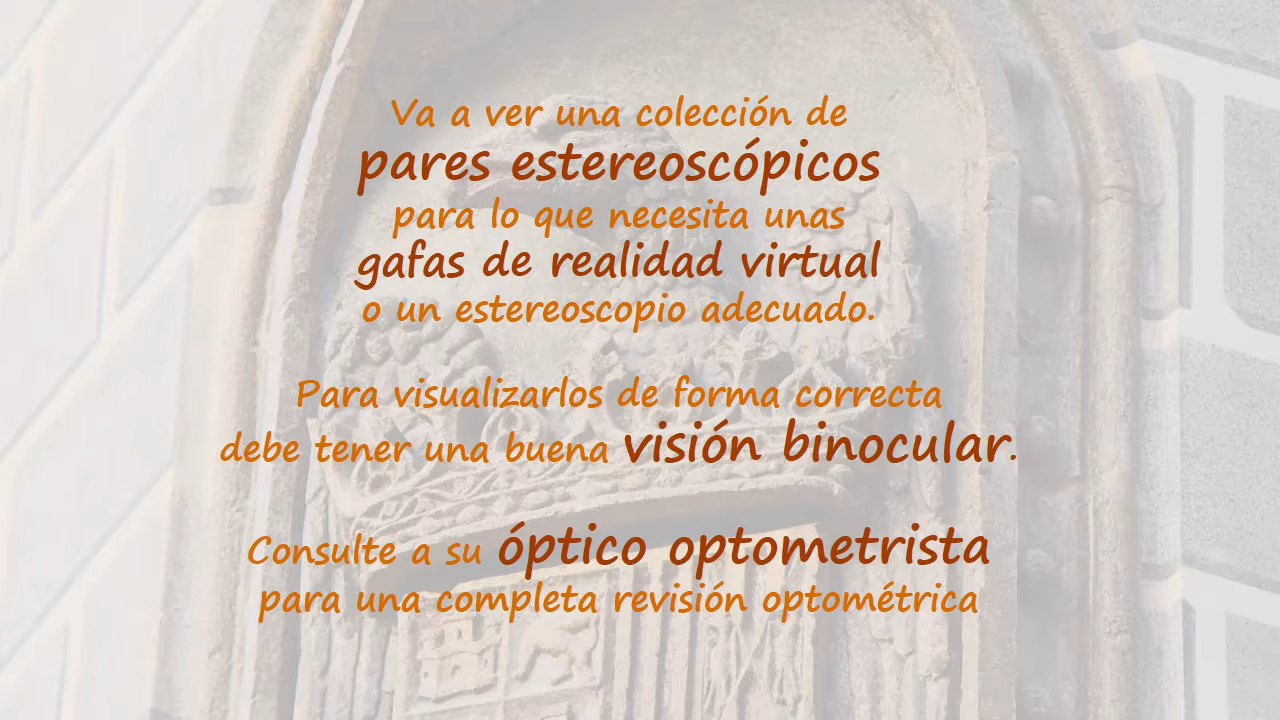 Va a ver una colección de
pares estereoscópicos
para lo que necesita unas
gafas de realidad virtual
o un estereoscopio adecuado.
Para visualizarlos de forma correcta
debe tener una buena visión binocular.
Consulte a su óptico optometrista
para una completa revisión optométrica